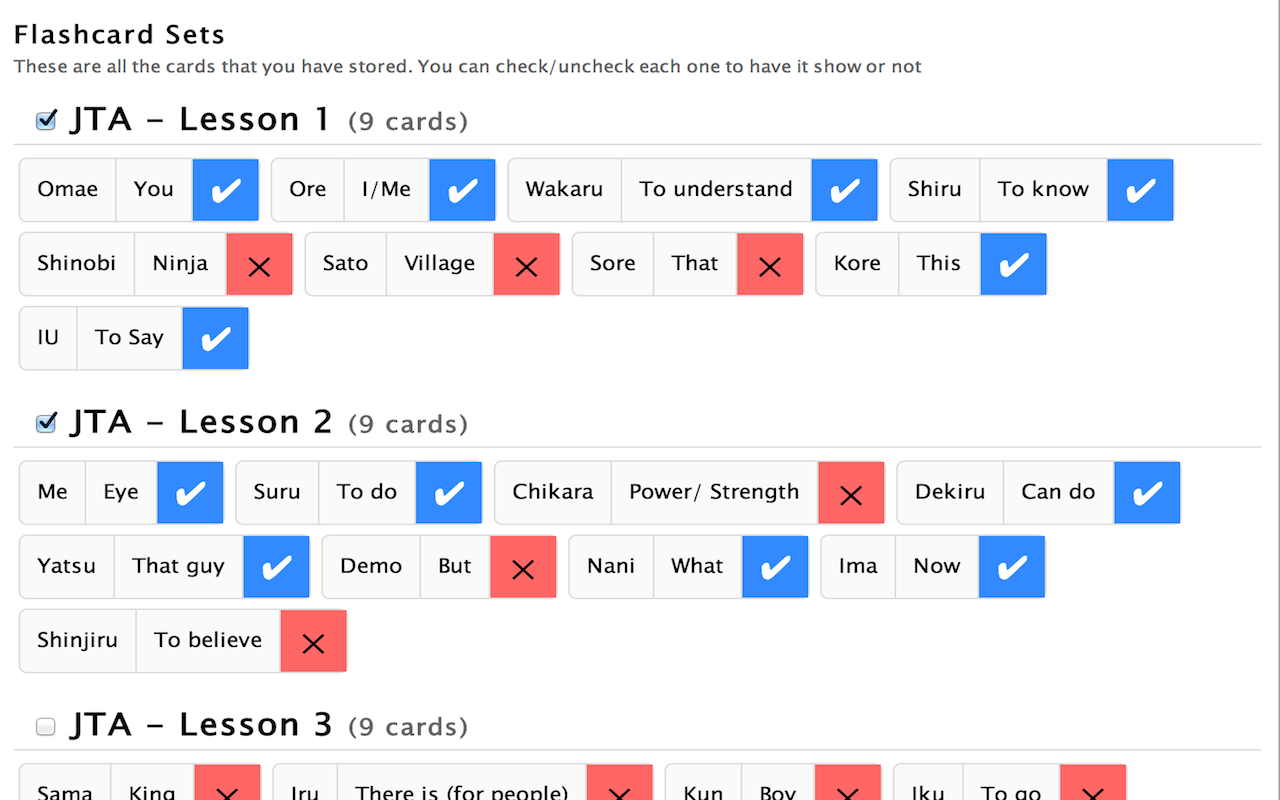 Flashcard Sets
These are all the cards that you have stored. You can check/uncheck each one to have it show or not
JTA – Lesson 1 (9 cards)
Omae You ✔ Ore I/Me ✔ Wakaru To understand ✔ Shiru To know ✔
Shinobi Ninja × Sato Village × Sore That × Kore This ✔
IU To Say ✔
JTA – Lesson 2 (9 cards)
Me Eye ✔ Suru To do ✔ Chikara Power/ Strength × Dekiru Can do ✔
Yatsu That guy ✔ Demo But × Nani What ✔ Ima Now ✔
Shinjiru To believe ×
JTA – Lesson 3 (9 cards)
Sama King × Iru There is (for people) × Kun Boy × Iku To go ×